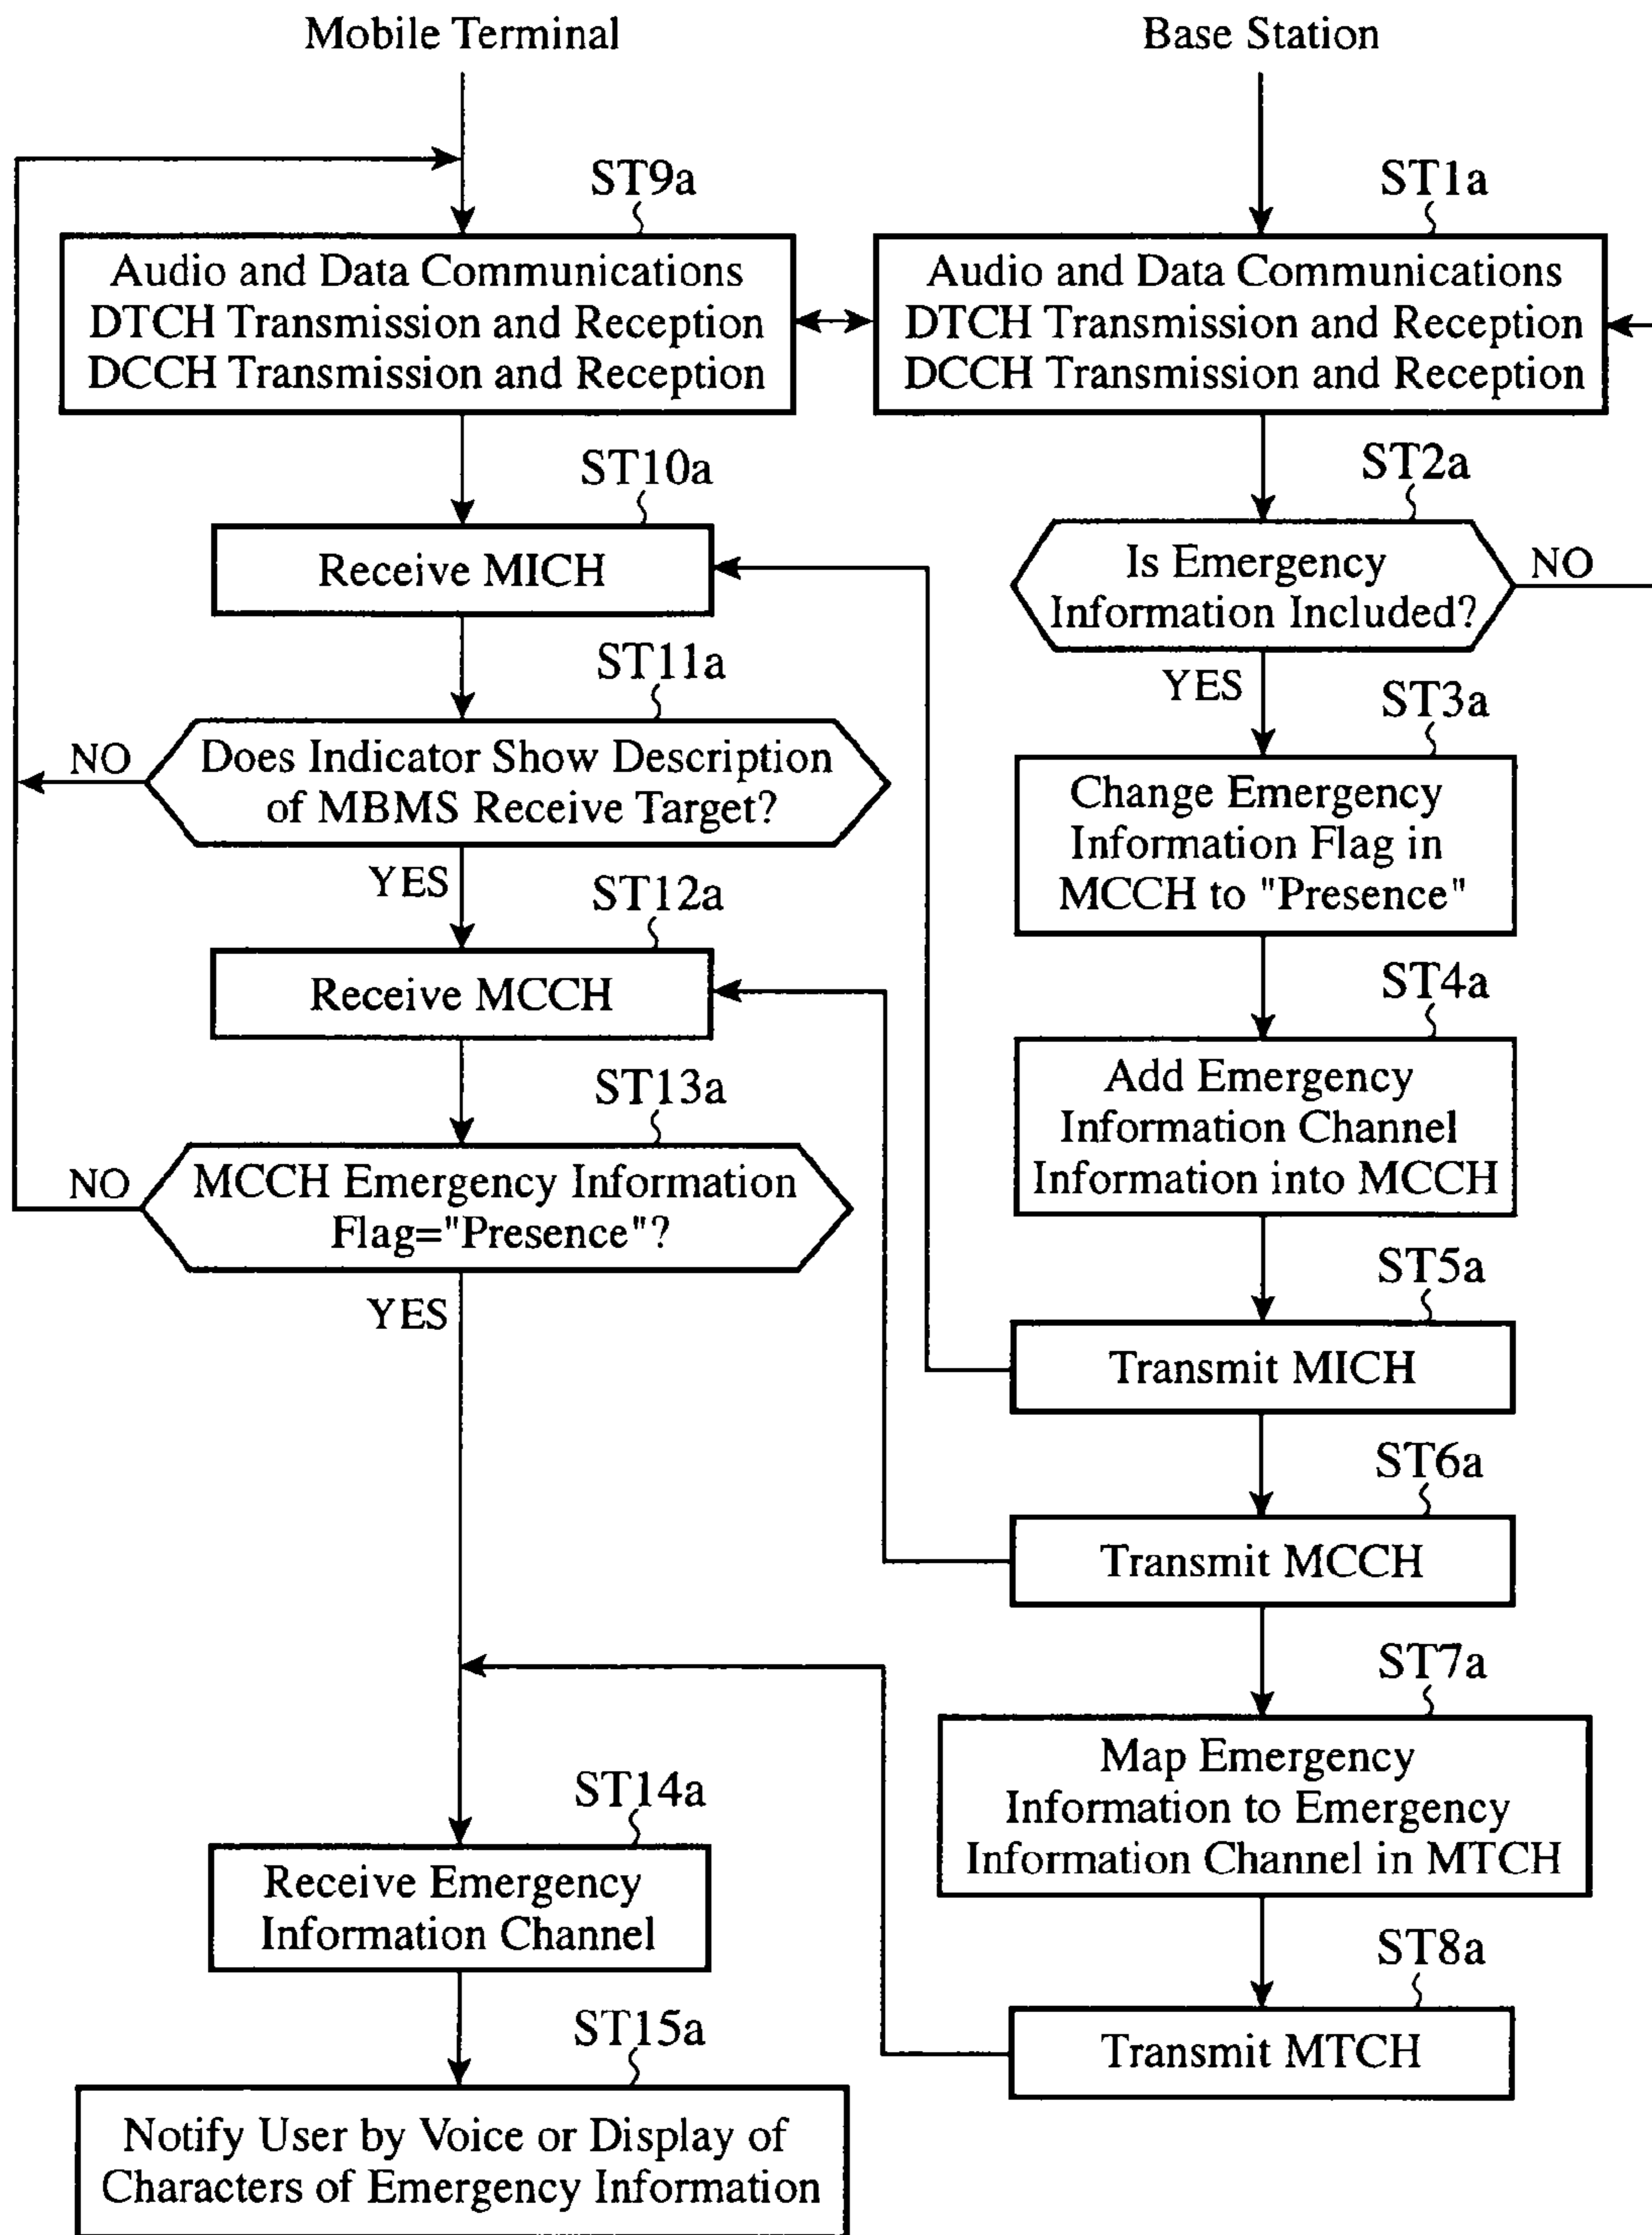 Mobile Terminal
Base Station
ST9a
Audio and Data Communications
DTCH Transmission and Reception
DCCH Transmission and Reception
ST1a
Audio and Data Communications
DTCH Transmission and Reception
DCCH Transmission and Reception
ST10a
Receive MICH
ST2a
Is Emergency
Information Included?
NO
YES
ST11a
Does Indicator Show Description
of MBMS Receive Target?
NO
YES
ST3a
Change Emergency
Information Flag in
MCCH to "Presence"
ST12a
Receive MCCH
ST4a
Add Emergency
Information Channel
Information into MCCH
ST13a
MCCH Emergency Information
Flag="Presence"?
NO
YES
ST5a
Transmit MICH
ST6a
Transmit MCCH
ST7a
Map Emergency
Information to Emergency
Information Channel in MTCH
ST14a
Receive Emergency
Information Channel
ST8a
Transmit MTCH
ST15a
Notify User by Voice or Display of
Characters of Emergency Information